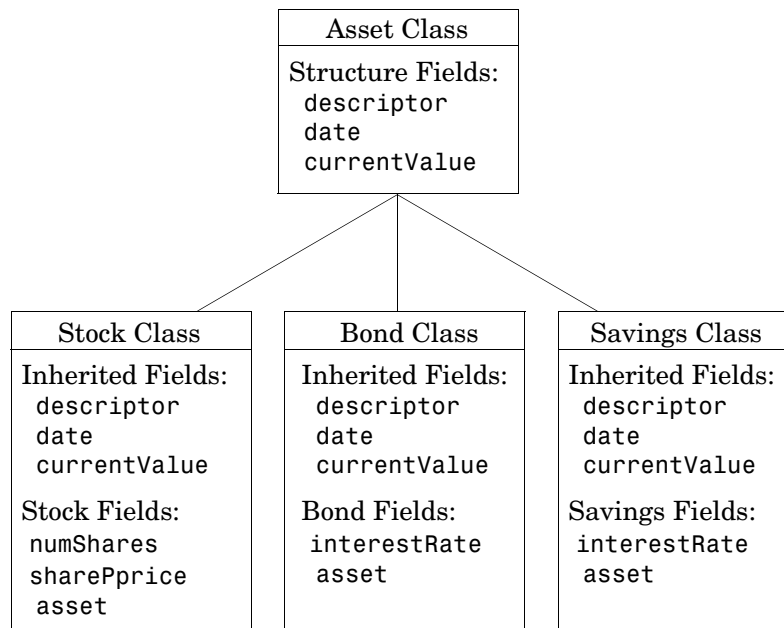 Asset Class
Structure Fields:
descriptor
date
currentValue
Stock Class
Inherited Fields:
descriptor
date
currentValue
Stock Fields:
numShares
sharePprice
asset
Bond Class
Inherited Fields:
descriptor
date
currentValue
Bond Fields:
interestRate
asset
Savings Class
Inherited Fields:
descriptor
date
currentValue
Savings Fields:
interestRate
asset